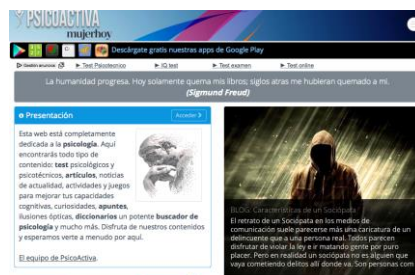 PSICOACTIVA
mujerhoy
Descárgate gratis nuestras apps de Google Play
Gestión anuncios
Test Psicotecnico
IQ test
Test examen
Test online
La humanidad progresa. Hoy solamente quema mis libros; siglos atras me hubieran quemado a mi.
(Sigmund Freud)
Presentación
Acceder
Esta web está completamente
dedicada a la psicología. Aquí
encontrarás todo tipo de
contenido: test psicológicos y
psicotécnicos, artículos, noticias
de actualidad, actividades y juegos
para mejorar tus capacidades
cognitivas, curiosidades, apuntes,
ilusiones ópticas, diccionarios un potente buscador de
psicología y mucho más. Disfruta de nuestros contenidos
y esperamos verte a menudo por aquí.
El equipo de PsicoActiva.
BLOG: Características de un Sociópata
El retrato de un Sociópata en los medios de
comunicación suele parecerse más una caricatura de un
delincuente que a una persona real. Todos parecen
disfrutar de violar la ley e ir matando gente por puro
placer. Pero en realidad un sociópata no es alguien que
vaya cometiendo delitos allí donde va. Son personas com